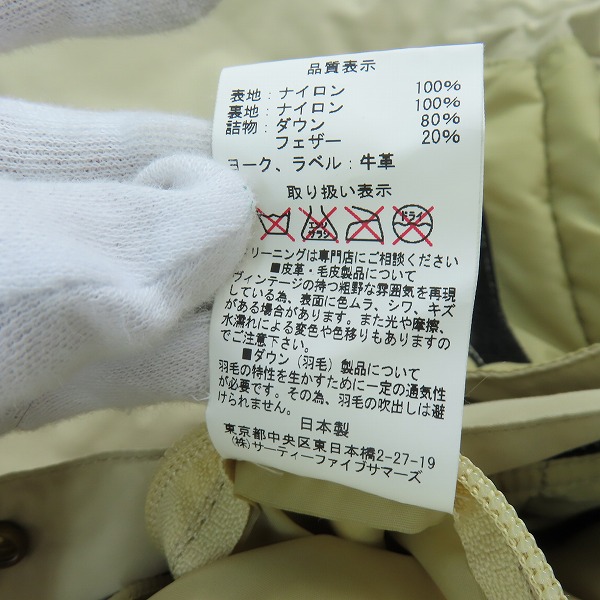 品質表示
表地:ナイロン 100%
裏地:ナイロン 100%
詰物:ダウン 80%
フェザー 20%
ヨーク、ラベル:牛革
取り扱い表示
エンソ サラシ ドライ
リーニングは専門店にご相談ください
■皮革・毛皮製品について
ヴィンテージの持つ粗野な雰囲気を再現
している為、表面に色ムラ、シワ、キズ
がある場合があります。また光や摩擦、
水濡れによる変色や色移りもあります
でご注意下さい。
■ダウン(羽毛)製品について
羽毛の特性を生かすために一定の通気性
が必要です。その為、羽毛の吹出しは避
けられません。
日本製
東京都中央区東日本橋2-27-19
(株)サーティーファイブサマーズ